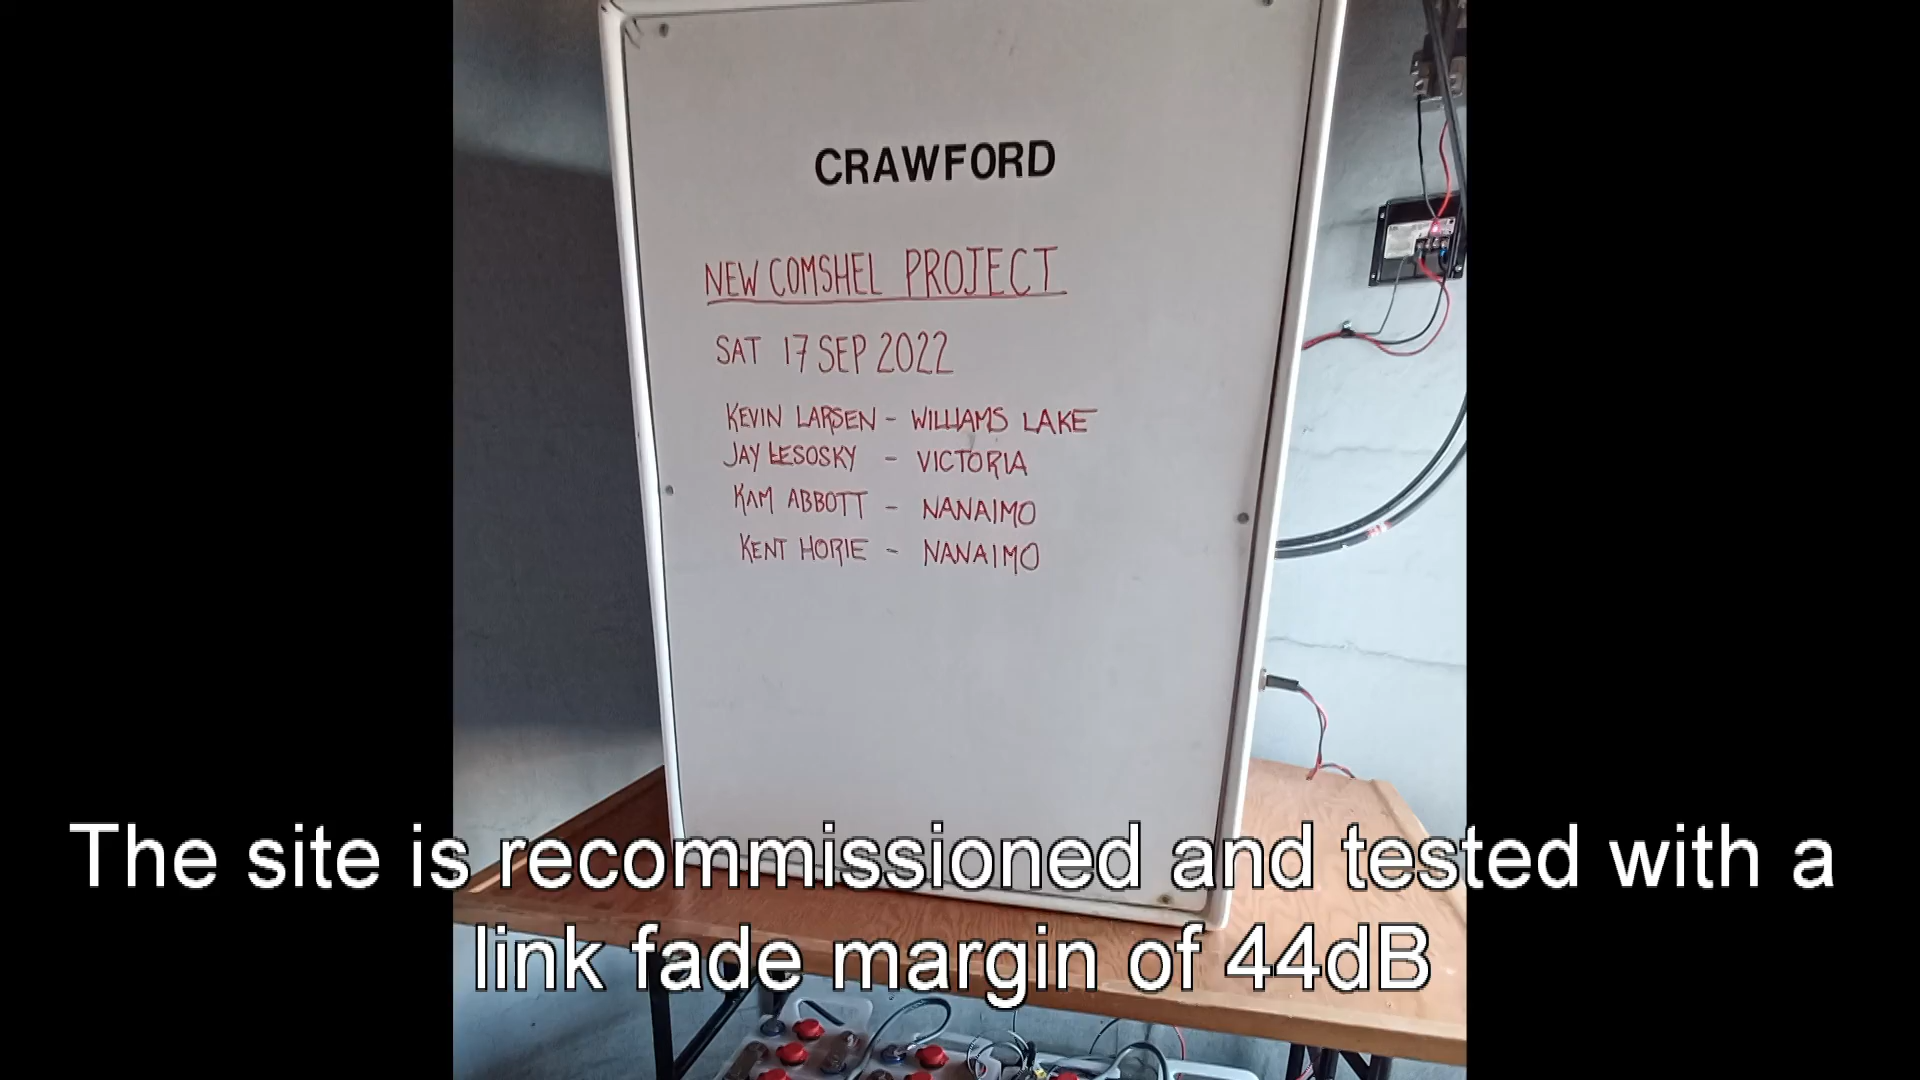 CRAWFORD
NEW COMSHEL PROJECT
SAT 17 SEP 2022
KEVIN LARSEN - WILLIAMS LAKE
JAY LESOSKY - VICTORIA
KAM ABBOTT - NANAIMO
KENT HORIE - NANAIMO
The site is recommissioned and tested with a
link fade margin of 44dB